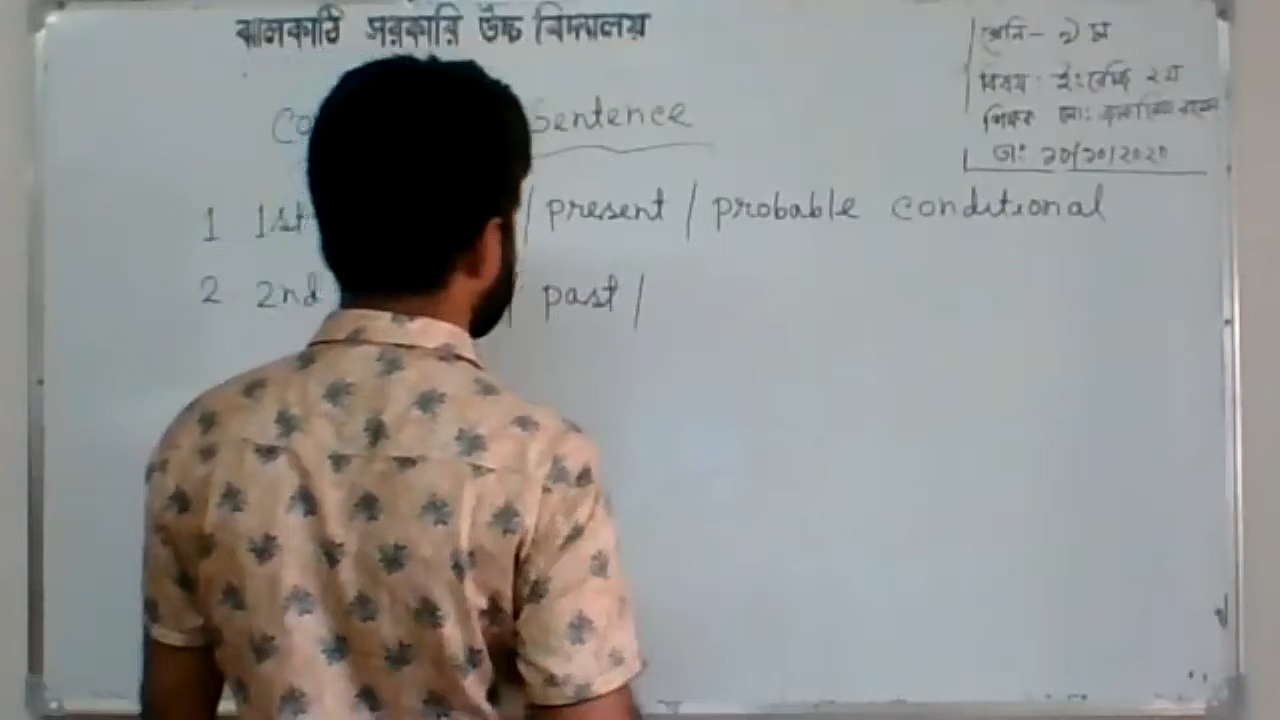 ঝালকাঠি সরকারি উচ্চ বিদ্যালয়
শ্রেনি - ৯ম
বিষয় : ইংরেজি ২য়
শিক্ষক মো:
তা: ২০/১০/২০২০
Sentence
1 1st / present / probable conditional
2 2nd / past /